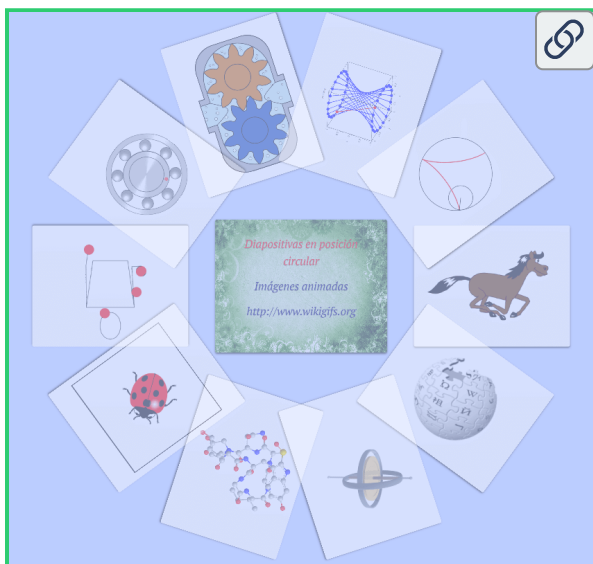 Diapositivas en posición
circular
Imágenes animadas
http://www.wikigifs.org